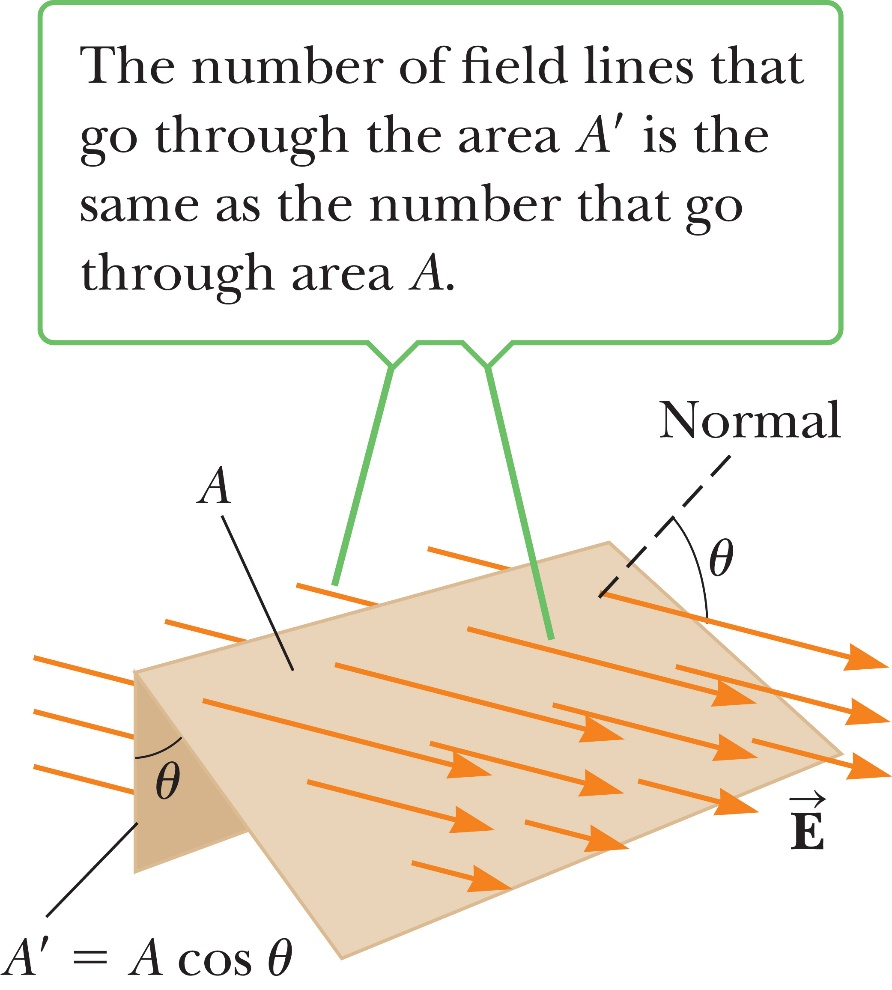 The number of field lines that
go through the area A′ is the
same as the number that go
through area A.
Normal
A
θ
θ
E⃗
A′ = A cos θ